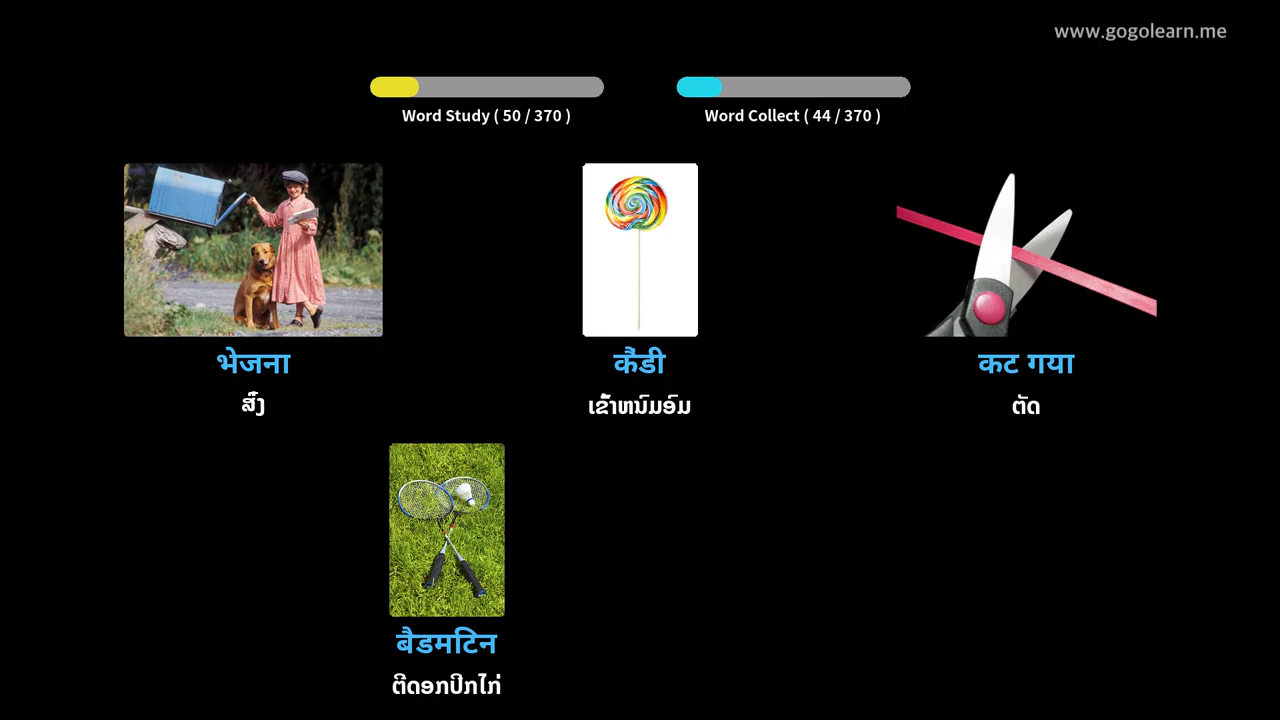 www.gogolearn.me
Word Study ( 50 / 370 )
Word Collect ( 44 / 370 )
भेजना
कैंडी
कट गया
ສົ່ງ
ເຂົ້າຫນົມອົມ
ຕັດ
बैडमटिन
ຕີດອກປີກໄກ່